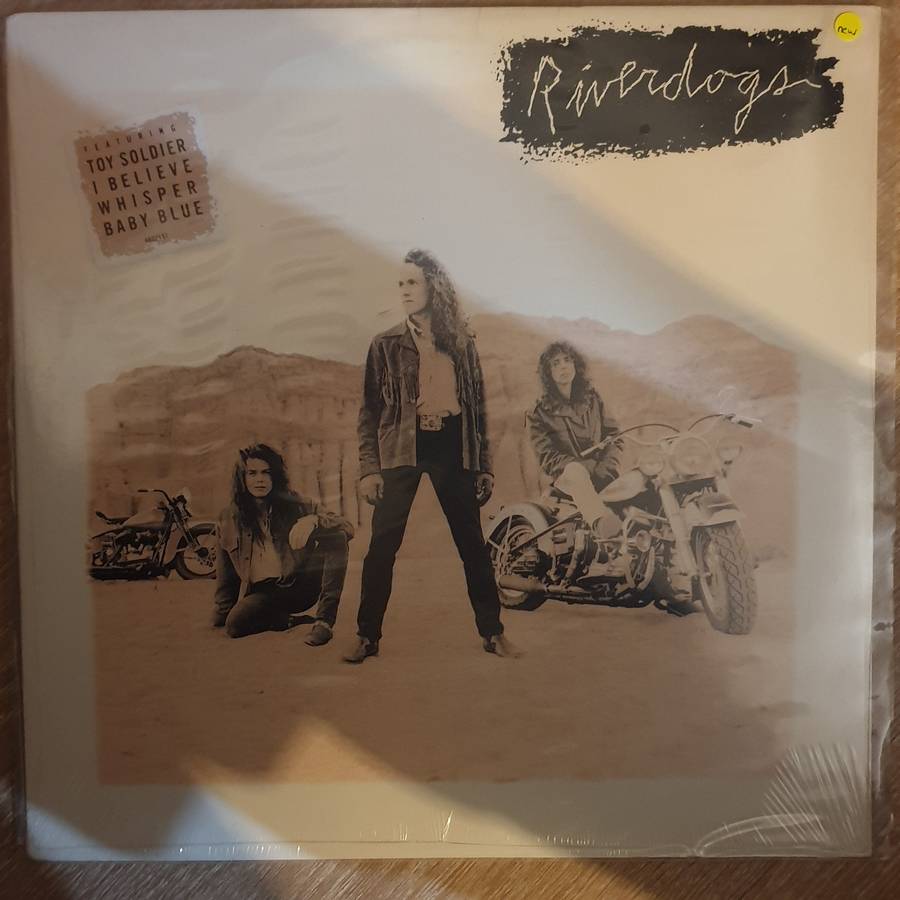 new
Riverdogs
FEATURING
TOY SOLDIER
I BELIEVE
WHISPER
BABY BLUE